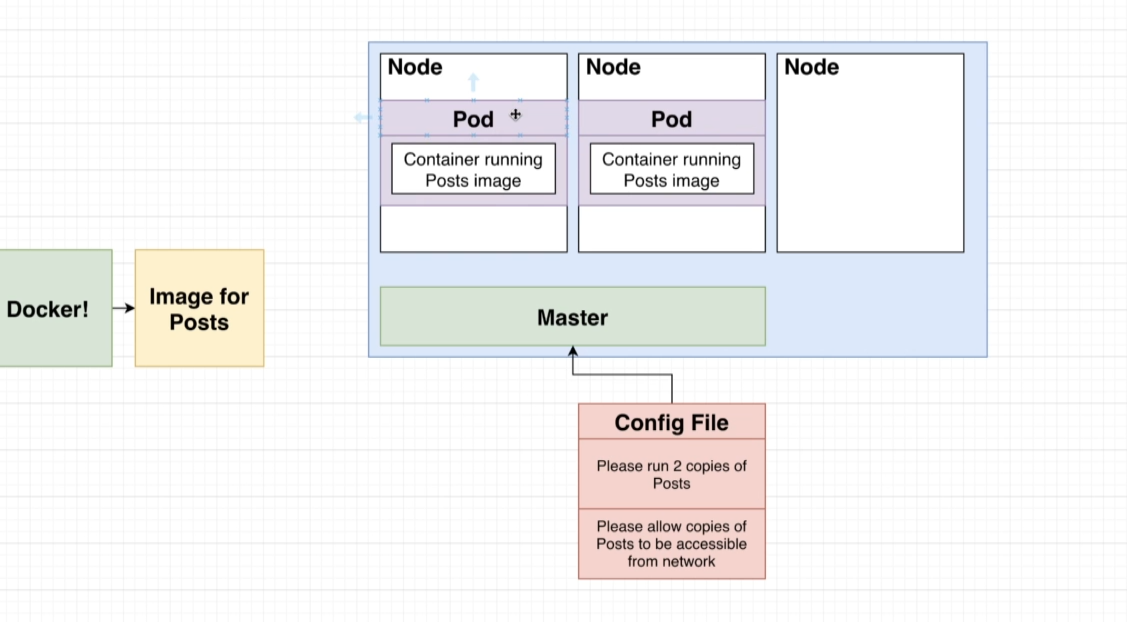 Node
Node
Node
Pod
Pod
Container running
Posts image
Container running
Posts image
Docker!
Image for
Posts
Master
Config File
Please run 2 copies of
Posts
Please allow copies of
Posts to be accessible
from network